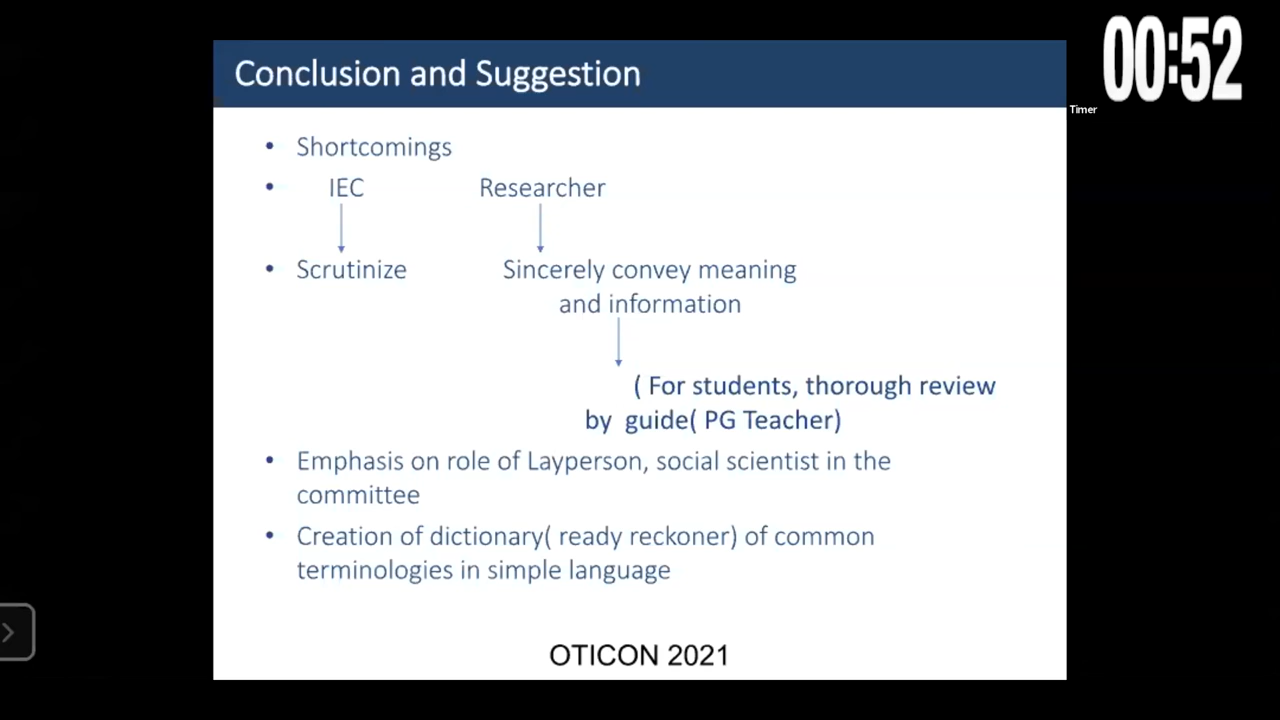 00:52
Timer
Conclusion and Suggestion
• Shortcomings
• IEC Researcher
• Scrutinize Sincerely convey meaning
and information
( For students, thorough review
by guide( PG Teacher)
• Emphasis on role of Layperson, social scientist in the
committee
• Creation of dictionary( ready reckoner) of common
terminologies in simple language
OTICON 2021